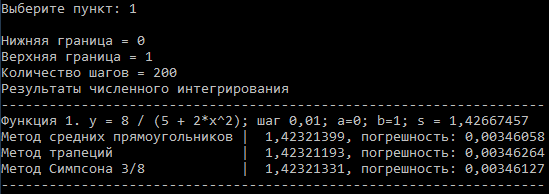 Выберите пункт: 1
Нижняя граница = 0
Верхняя граница = 1
Количество шагов = 200
Результаты численного интегрирования
--------------------------------------------------------------------
Функция 1. y = 8 / (5 + 2*x^2); шаг 0,01; a=0; b=1; s = 1,42667457
Метод средних прямоугольников |  1,42321399, погрешность: 0,00346058
Метод трапеций                |  1,42321193, погрешность: 0,00346264
Метод Симпсона 3/8            |  1,42321331, погрешность: 0,00346127
--------------------------------------------------------------------